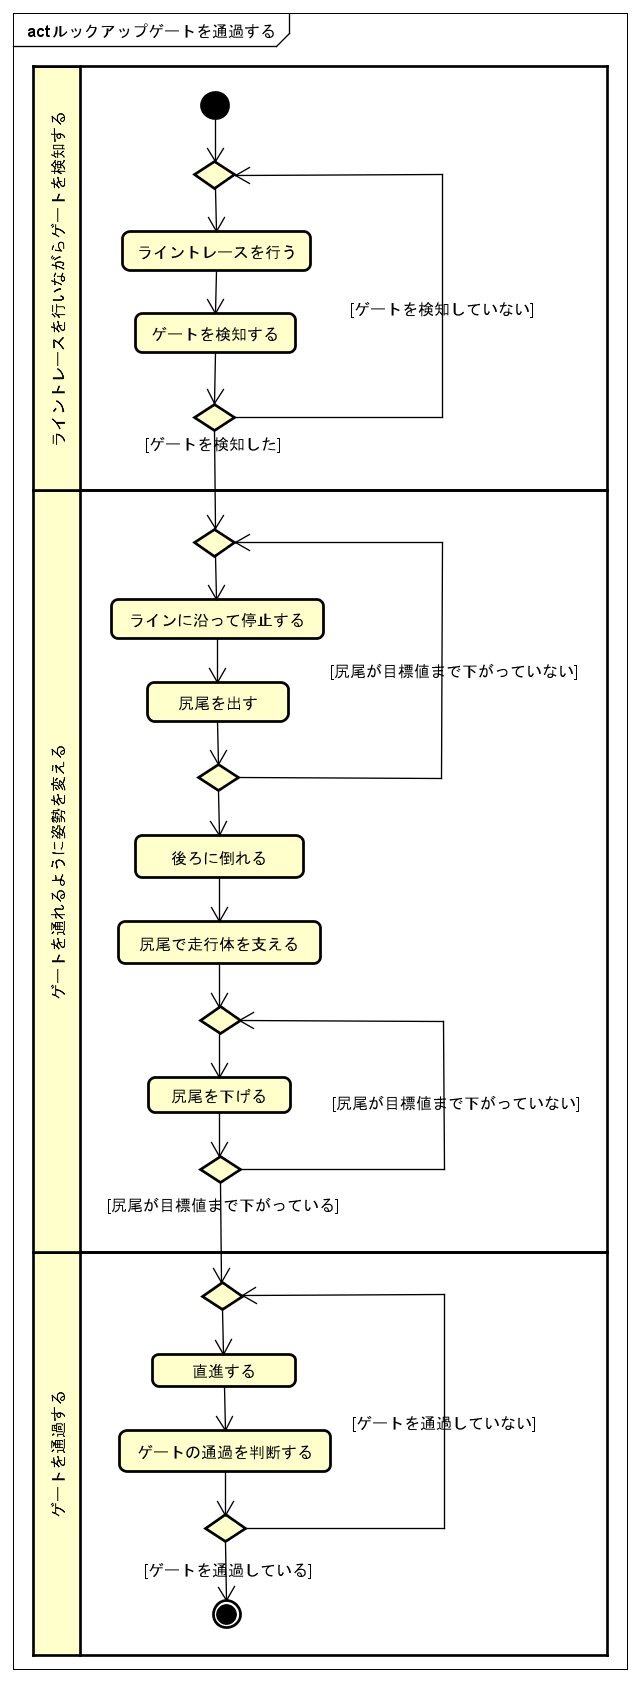 act ルックアップゲートを通過する
ライントレースを行いながらゲートを検知する
ライントレースを行う
[ゲートを検知していない]
ゲートを検知する
[ゲートを検知した]
ゲートを通れるように姿勢を変える
ラインに沿って停止する
[尻尾が目標値まで下がっていない]
尻尾を出す
後ろに倒れる
尻尾で走行体を支える
尻尾を下げる
[尻尾が目標値まで下がっていない]
[尻尾が目標値まで下がっている]
ゲートを通過する
直進する
[ゲートを通過していない]
ゲートの通過を判断する
[ゲートを通過している]